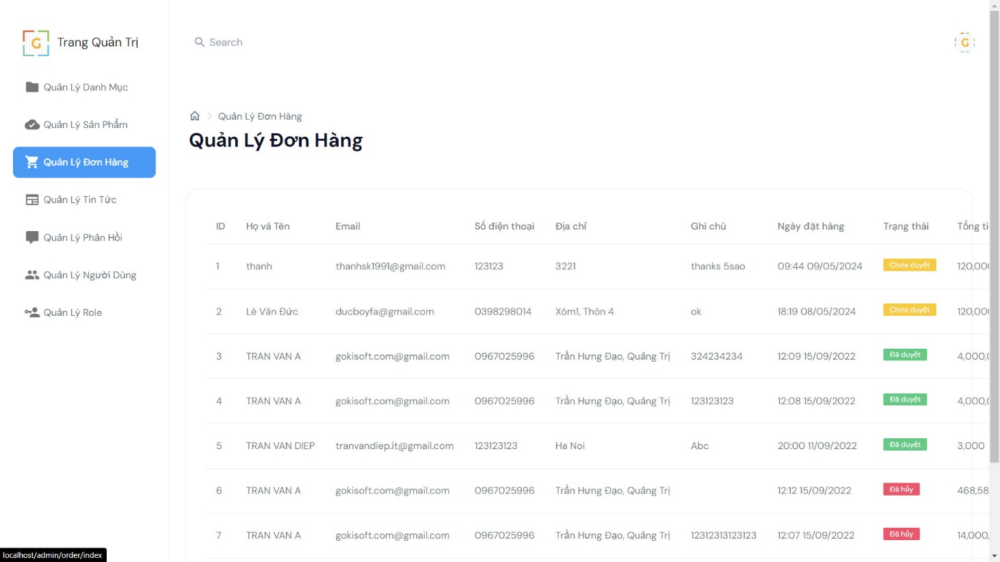 G Trang Quản Trị
Search
G
Quản Lý Danh Mục
Quản Lý Sản Phẩm
Quản Lý Đơn Hàng
Quản Lý Tin Tức
Quản Lý Phản Hồi
Quản Lý Người Dùng
Quản Lý Role
Quản Lý Đơn Hàng
Quản Lý Đơn Hàng
ID Họ và Tên Email Số điện thoại Địa chỉ Ghi chú Ngày đặt hàng Trạng thái Tổng ti
1 thanh thanhsk1991@gmail.com 123123 3221 thanks 5sao 09:44 09/05/2024 Chưa duyệt 120,000
2 Lê Văn Đức ducboyfa@gmail.com 0398298014 Xóm1, Thôn 4 ok 18:19 08/05/2024 Chưa duyệt 120,000
3 TRAN VAN A gokisoft.com@gmail.com 0967025996 Trần Hưng Đạo, Quảng Trị 324234234 12:09 15/09/2022 Đã duyệt 4,000,0
4 TRAN VAN A gokisoft.com@gmail.com 0967025996 Trần Hưng Đạo, Quảng Trị 123123123 12:08 15/09/2022 Đã duyệt 4,000,0
5 TRAN VAN DIEP tranvandiep.it@gmail.com 123123123 Ha Noi Abc 20:00 11/09/2022 Đã duyệt 3,000
6 TRAN VAN A gokisoft.com@gmail.com 0967025996 Trần Hưng Đạo, Quảng Trị 12:12 15/09/2022 Đã hủy 468,58
7 TRAN VAN A gokisoft.com@gmail.com 0967025996 Trần Hưng Đạo, Quảng Trị 12312313123123 12:07 15/09/2022 Đã hủy 14,000,
localhost/admin/order/index